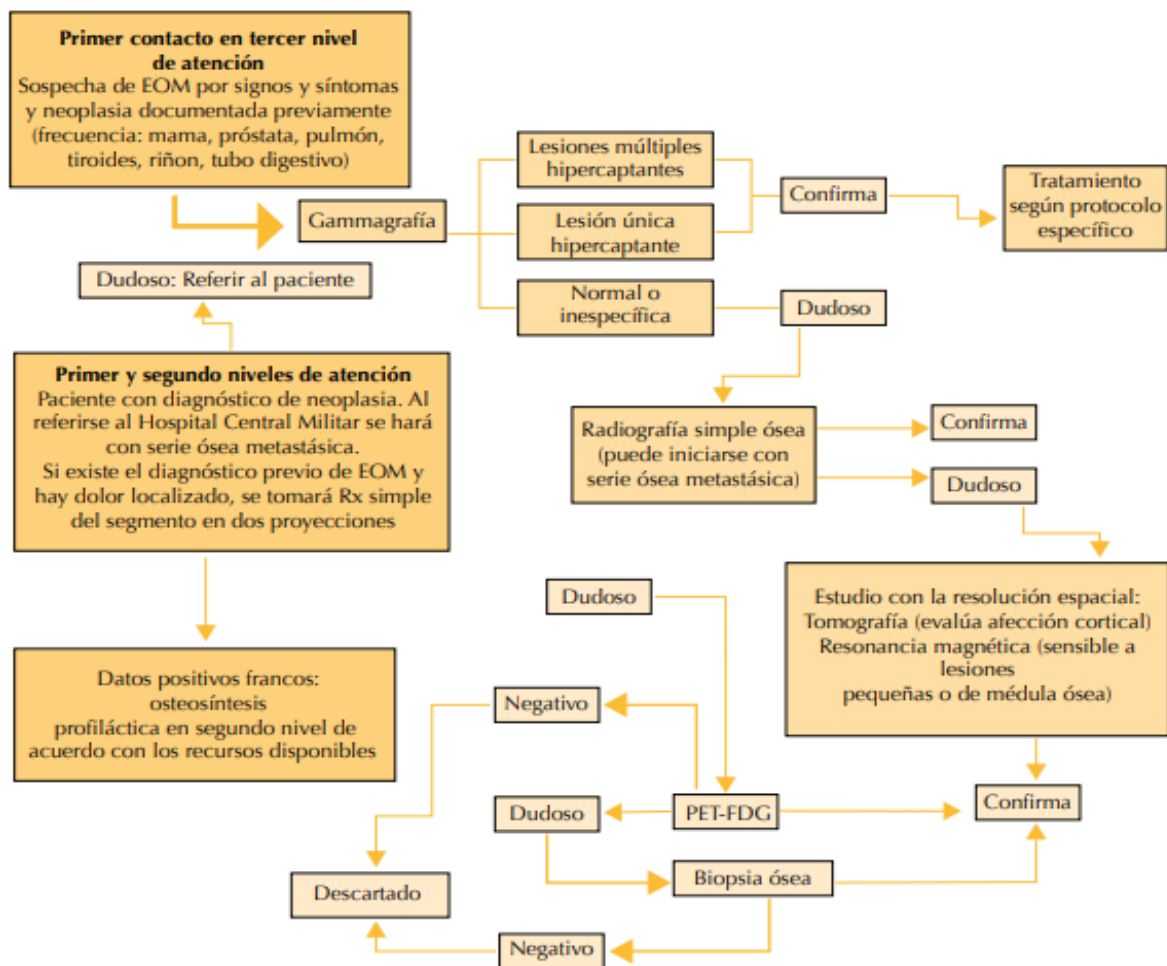 Primer contacto en tercer nivel
de atención
Sospecha de EOM por signos y síntomas
y neoplasia documentada previamente
(frecuencia: mama, próstata, pulmón,
tiroides, riñon, tubo digestivo)
Gammagrafía
Lesiones múltiples
hipercaptantes
Lesión única
hipercaptante
Normal o
inespecífica
Confirma
Tratamiento
según protocolo
específico
Dudoso
Dudoso: Referir al paciente
Primer y segundo niveles de atención
Paciente con diagnóstico de neoplasia. Al
referirse al Hospital Central Militar se hará
con serie ósea metastásica.
Si existe el diagnóstico previo de EOM y
hay dolor localizado, se tomará Rx simple
del segmento en dos proyecciones
Radiografía simple ósea
(puede iniciarse con
serie ósea metastásica)
Confirma
Dudoso
Estudio con la resolución espacial:
Tomografía (evalúa afección cortical)
Resonancia magnética (sensible a
lesiones
pequeñas o de médula ósea)
Dudoso
Datos positivos francos:
osteosíntesis
profiláctica en segundo nivel de
acuerdo con los recursos disponibles
Negativo
Dudoso
PET-FDG
Confirma
Biopsia ósea
Descartado
Negativo